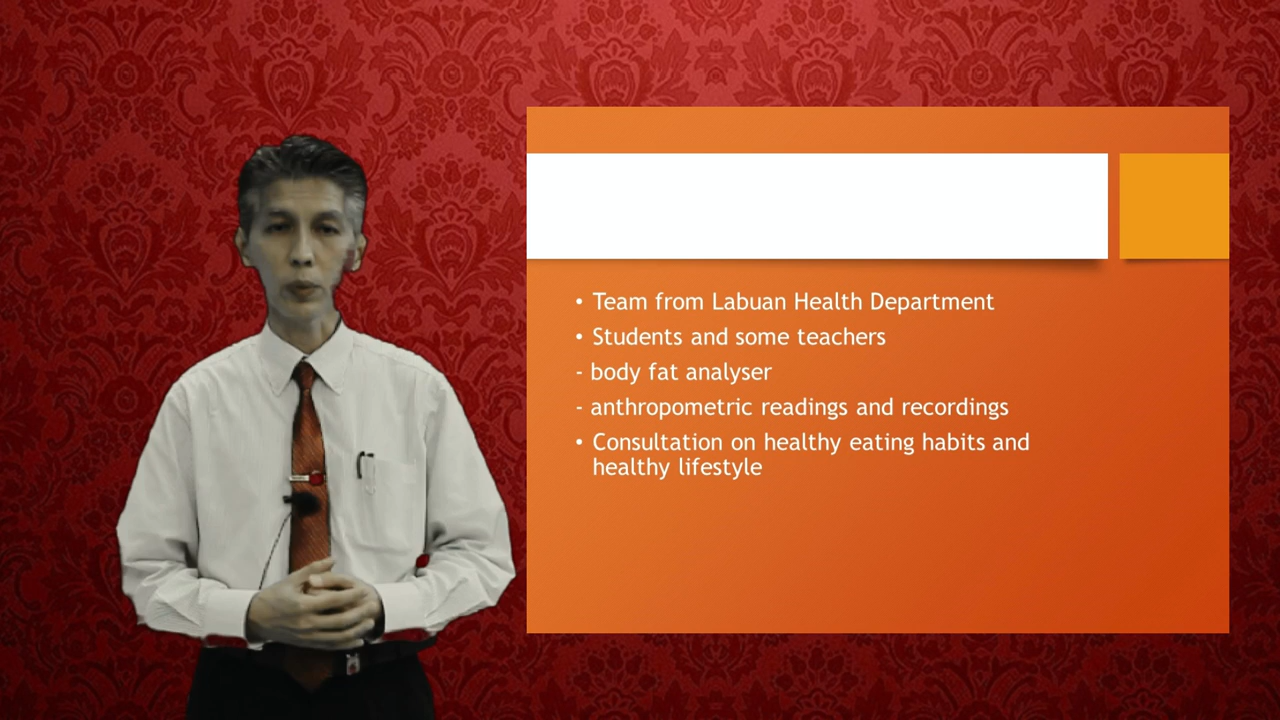 • Team from Labuan Health Department
• Students and some teachers
- body fat analyser
- anthropometric readings and recordings
• Consultation on healthy eating habits and
healthy lifestyle